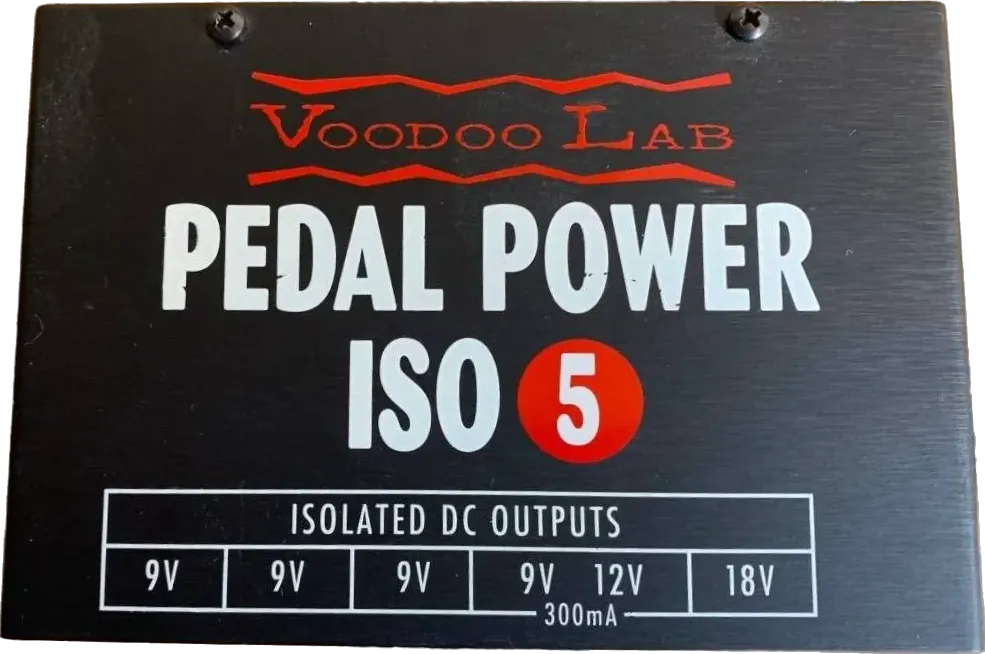 VOODOO LAB
PEDAL POWER
ISO 5
ISOLATED DC OUTPUTS
9V 9V 9V 9V 12V 18V
300mA